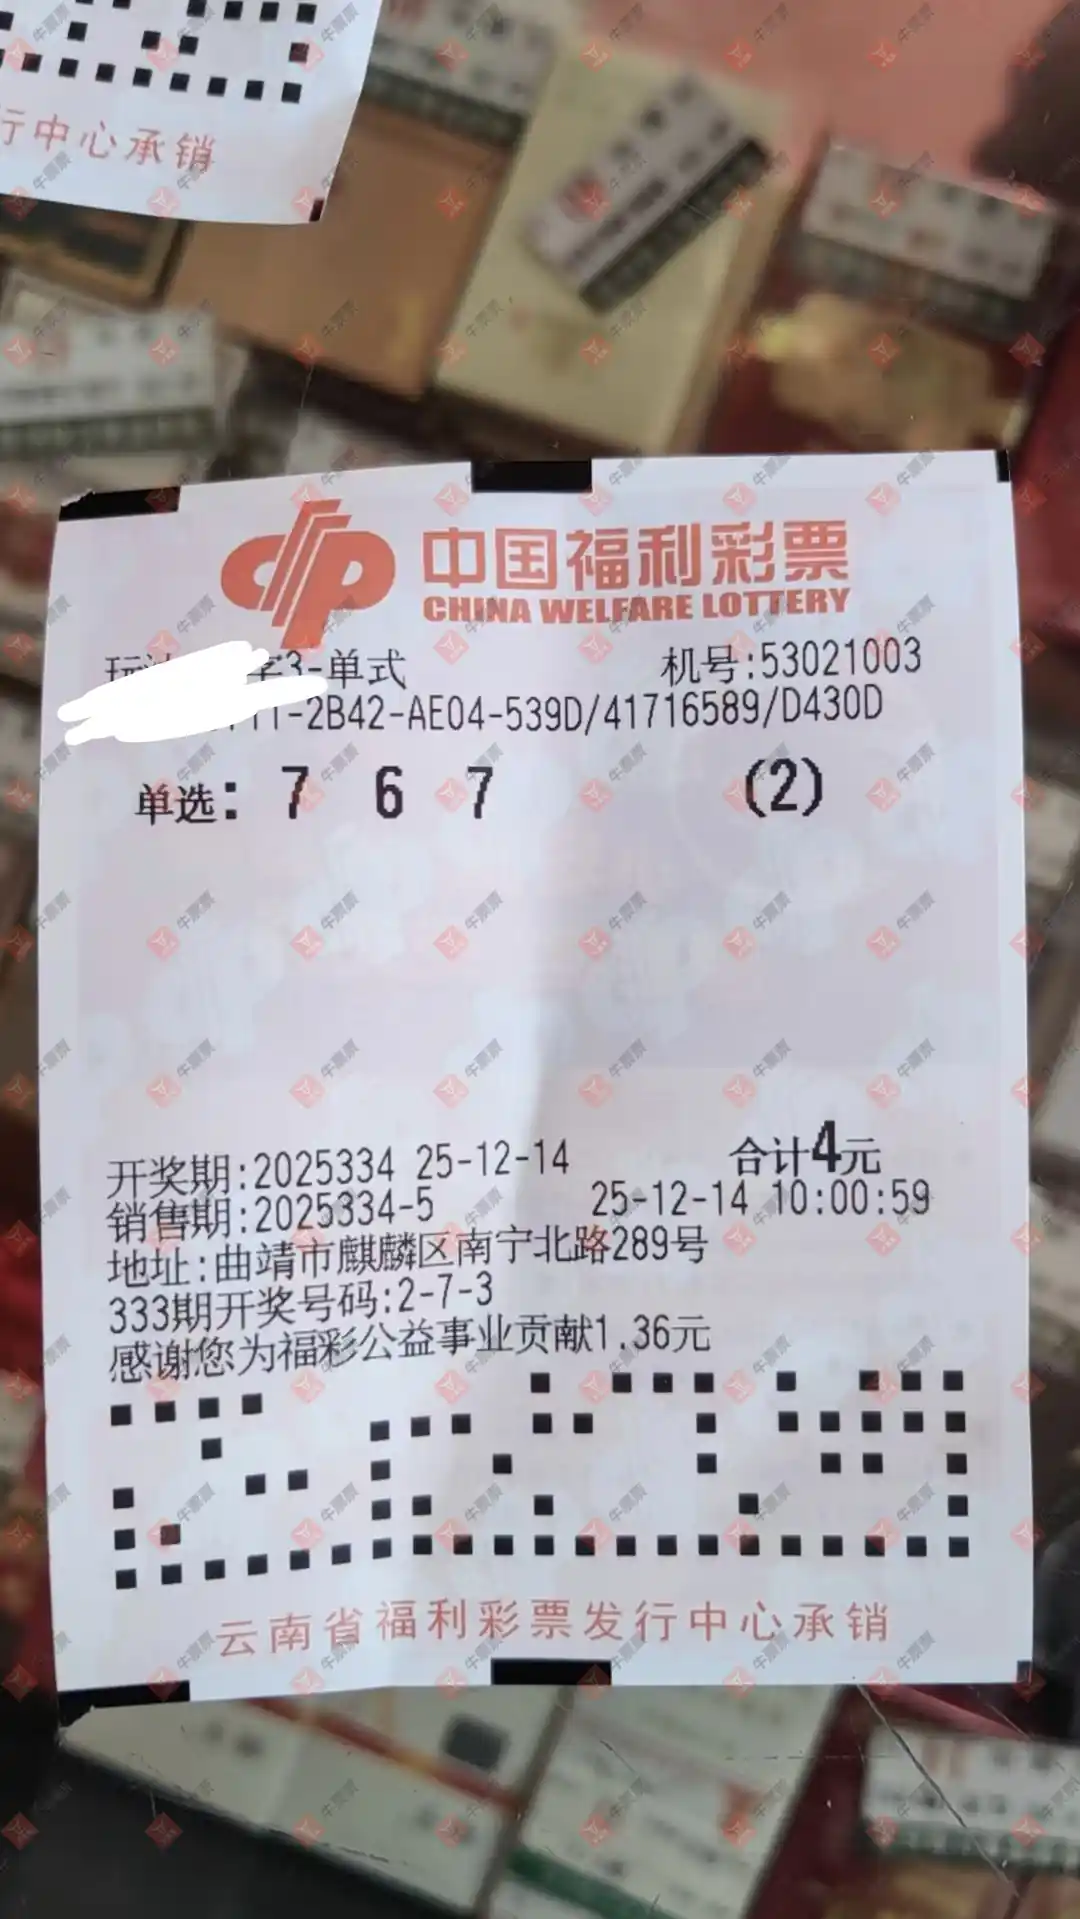 行中心承销
中国福利彩票
CHINA WELFARE LOTTERY
字3-单式 机号:53021003
11-2B42-AE04-539D/41716589/D430D
单选: 7 6 7 (2)
开奖期:2025334 25-12-14 合计4元
销售期:2025334-5 25-12-14 10:00:59
地址:曲靖市麒麟区南宁北路289号
333期开奖号码:2-7-3
感谢您为福彩公益事业贡献1.36元
云南省福利彩票发行中心承销
牛票票